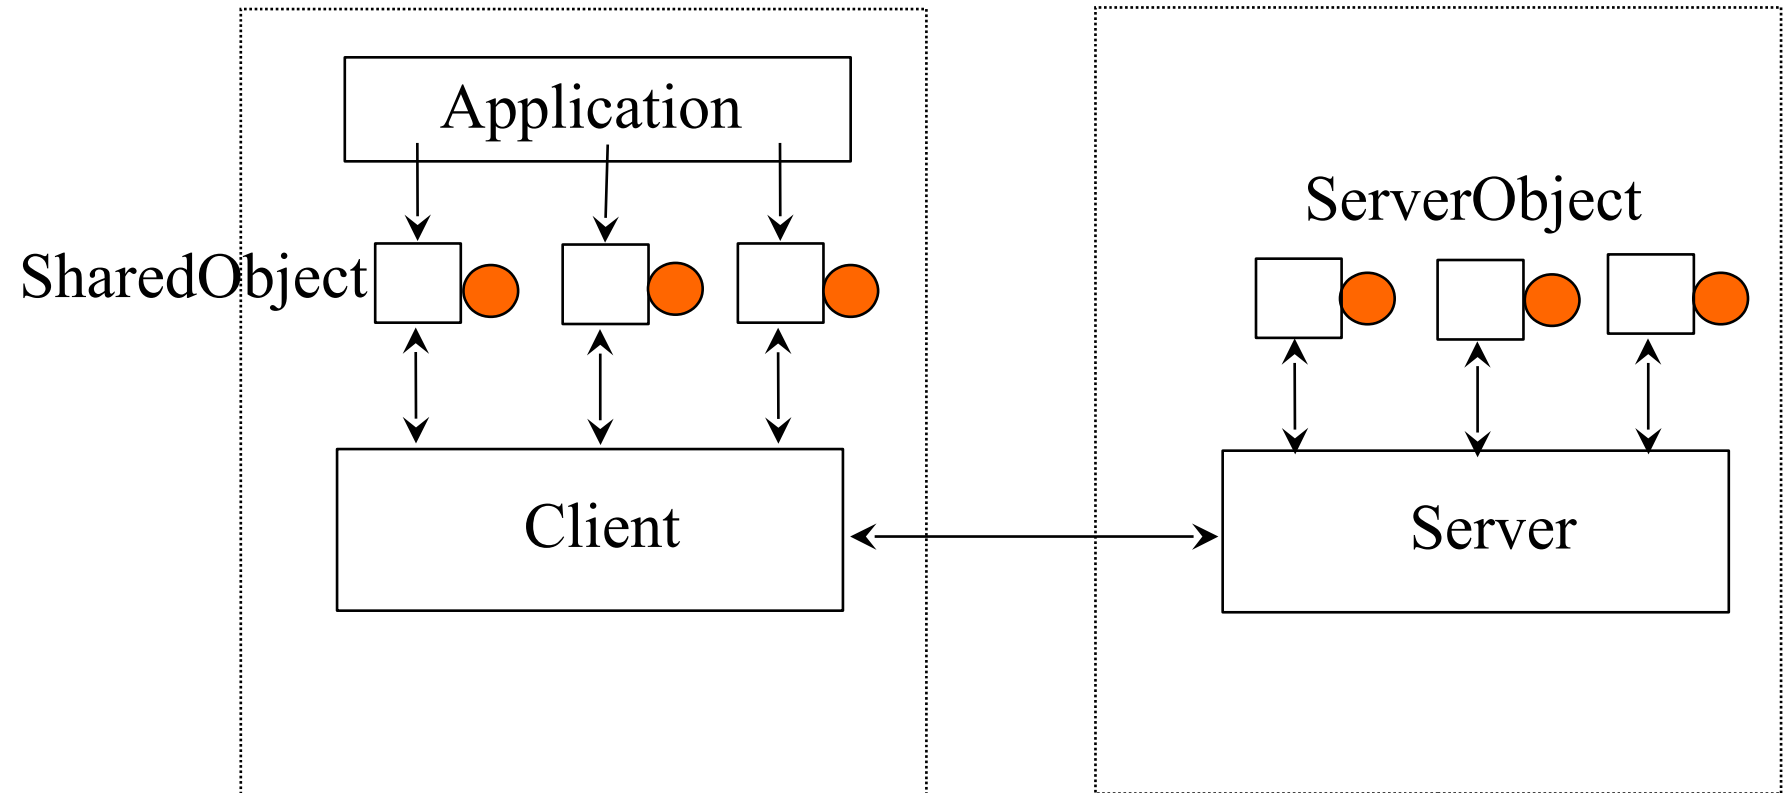 Application
SharedObject
Client
ServerObject
Server